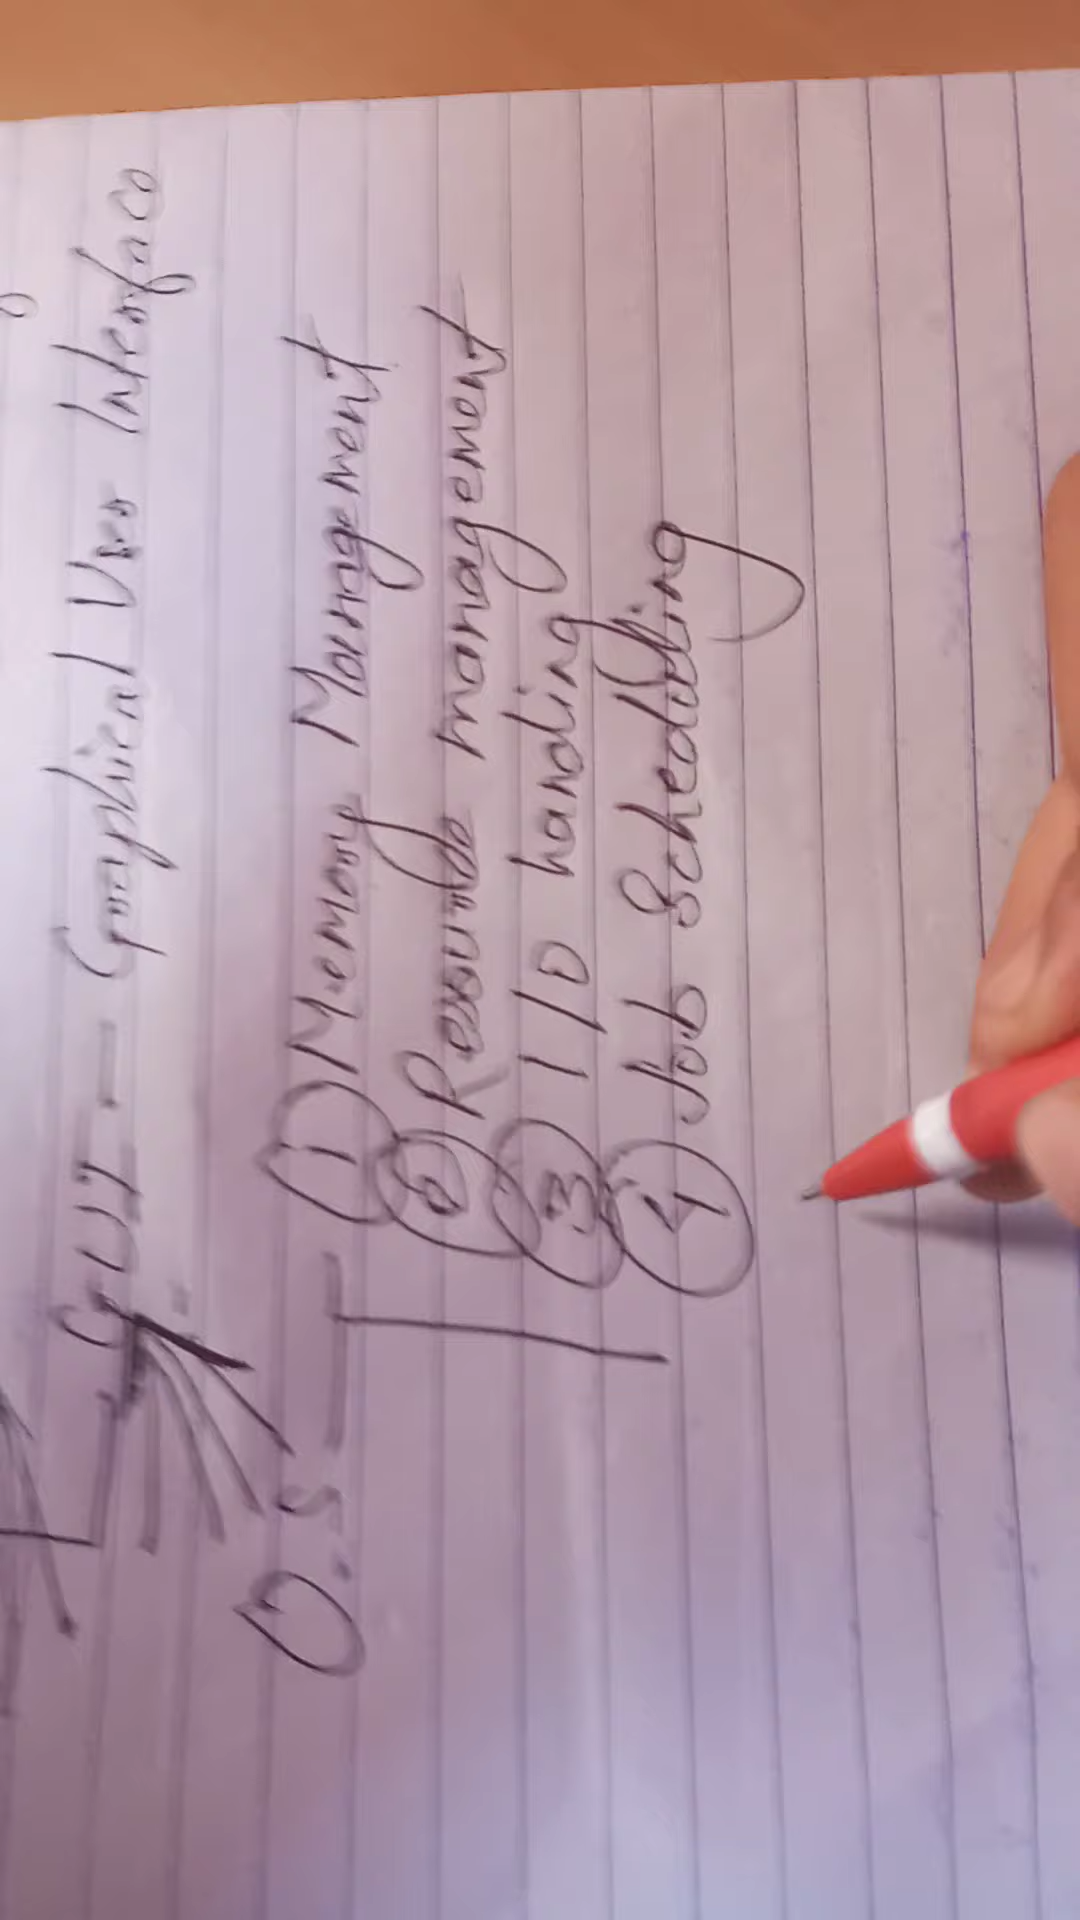 GUI — Graphical User Interface
O.S — ① Memory Management
② Resource management
③ I/O handling
④ Job Scheduling